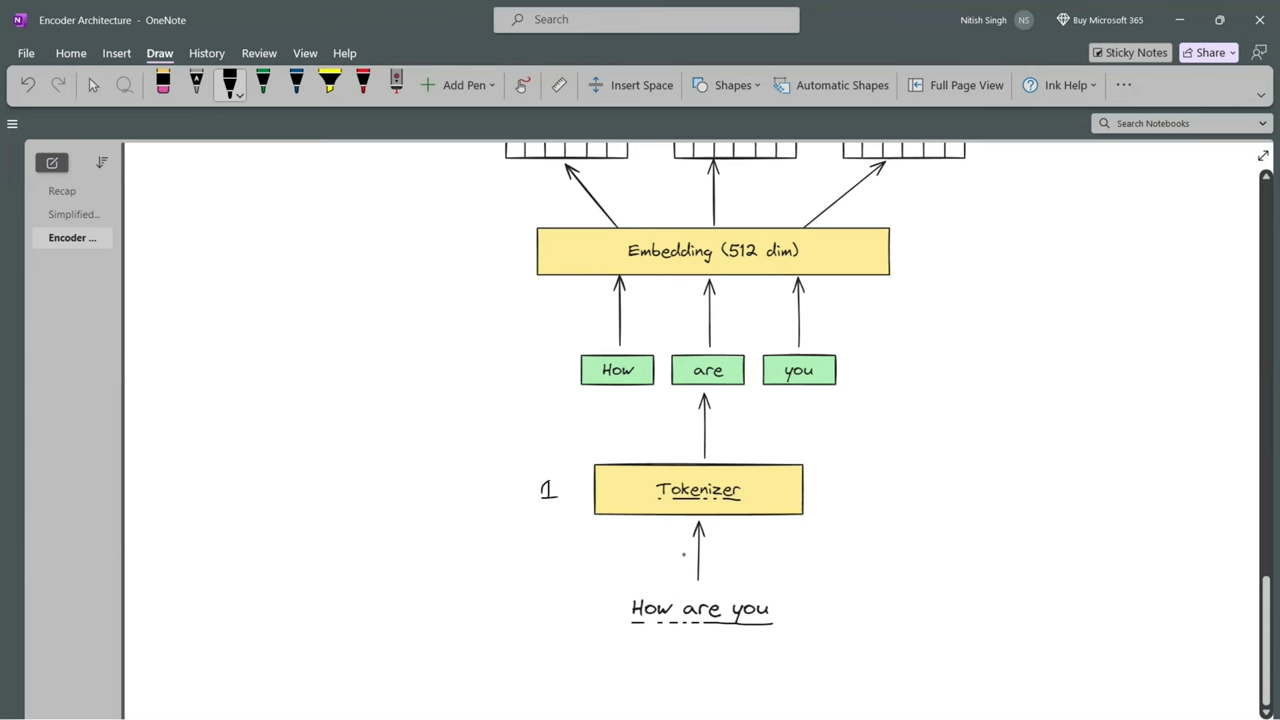 Encoder Architecture - OneNote
Search
Nitish Singh
NS
Buy Microsoft 365
File Home Insert Draw History Review View Help
Sticky Notes
Share
Add Pen
Insert Space
Shapes
Automatic Shapes
Full Page View
Ink Help
Search Notebooks
Recap
Simplified...
Encoder ...
Embedding (512 dim)
How are you
1
Tokenizer
How are you